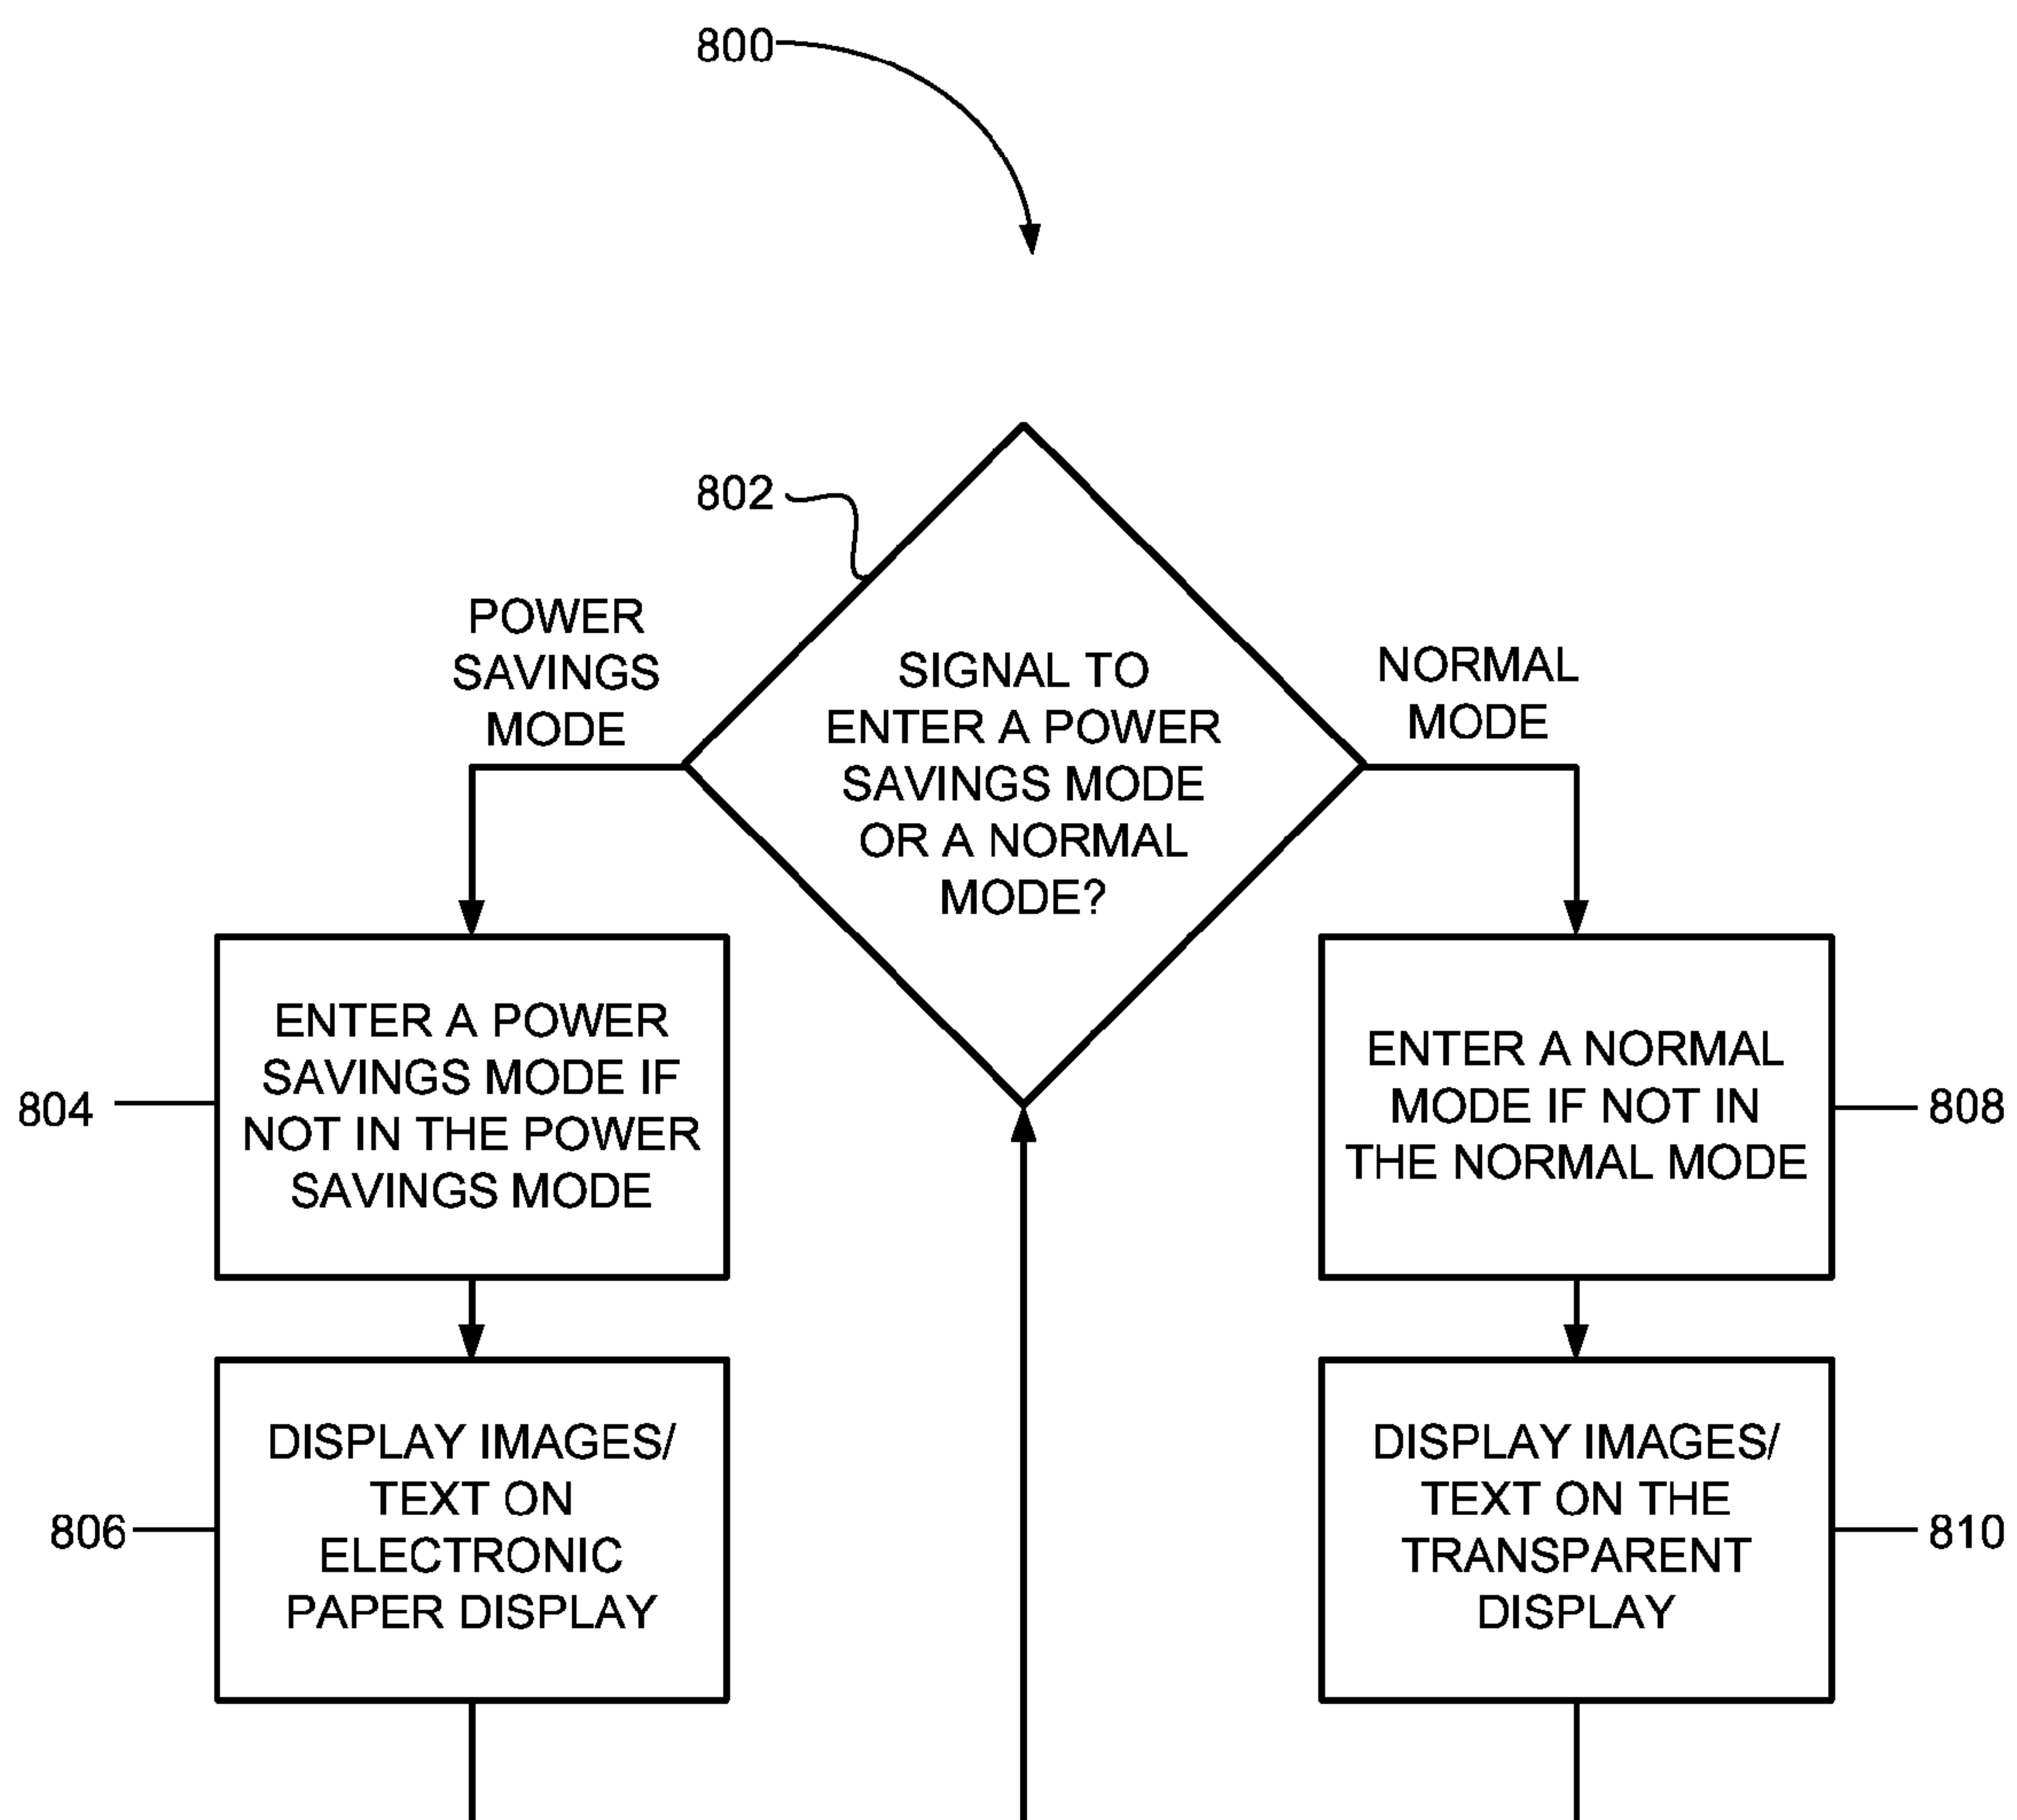 800
802
POWER
SAVINGS
MODE
SIGNAL TO
ENTER A POWER
SAVINGS MODE
OR A NORMAL
MODE?
NORMAL
MODE
804
ENTER A POWER
SAVINGS MODE IF
NOT IN THE POWER
SAVINGS MODE
ENTER A NORMAL
MODE IF NOT IN
THE NORMAL MODE
808
806
DISPLAY IMAGES/
TEXT ON
ELECTRONIC
PAPER DISPLAY
DISPLAY IMAGES/
TEXT ON THE
TRANSPARENT
DISPLAY
810